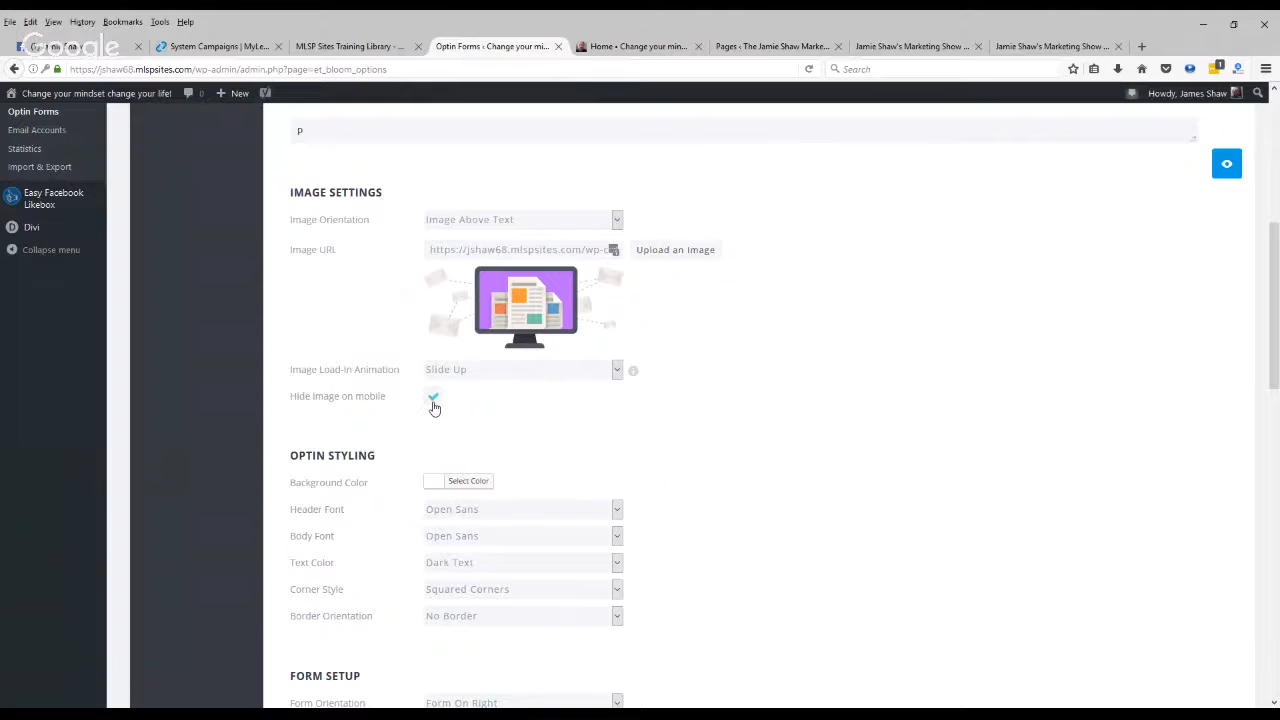 File Edit View History Bookmarks Tools Help
Google
System Campaigns | MyLe... MLSP Sites Training Library - ... Optin Forms ‹ Change your mi... Home • Change your mindset ... Pages ‹ The Jamie Shaw Marke... Jamie Shaw's Marketing Show ... Jamie Shaw's Marketing Show ...
https://jshaw68.mlspsites.com/wp-admin/admin.php?page=et_bloom_options Search 1
Change your mindset change your life! 0 + New Howdy, James Shaw
Optin Forms
Email Accounts
Statistics
Import & Export
Easy Facebook
Likebox
Divi
Collapse menu
P
IMAGE SETTINGS
Image Orientation Image Above Text
Image URL https://jshaw68.mlspsites.com/wp-c Upload an Image
Image Load-In Animation Slide Up
Hide image on mobile
OPTIN STYLING
Background Color Select Color
Header Font Open Sans
Body Font Open Sans
Text Color Dark Text
Corner Style Squared Corners
Border Orientation No Border
FORM SETUP
Form Orientation Form On Right